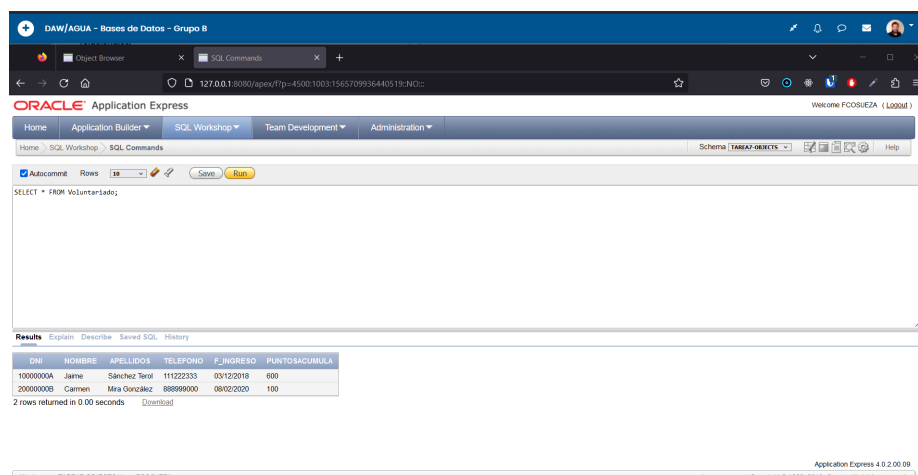 DAW/AGUA - Bases de Datos - Grupo B
Object Browser
SQL Commands
127.0.0.1:8080/apex/f?p=4500:1003:1565709936440519::NO:::
ORACLE Application Express
Welcome FCOSUEZA (Logout)
Home Application Builder SQL Workshop Team Development Administration
Home SQL Workshop SQL Commands
Schema TAREA7-OBJECTS Help
Autocommit Rows 10 Save Run
SELECT * FROM Voluntariado;
Results Explain Describe Saved SQL History
DNI NOMBRE APELLIDOS TELEFONO F_INGRESO PUNTOSACUMULA
10000000A Jaime Sánchez Terol 111222333 03/12/2018 600
20000000B Carmen Mira González 888999000 08/02/2020 100
2 rows returned in 0.00 seconds Download
Application Express 4.0.2.00.09